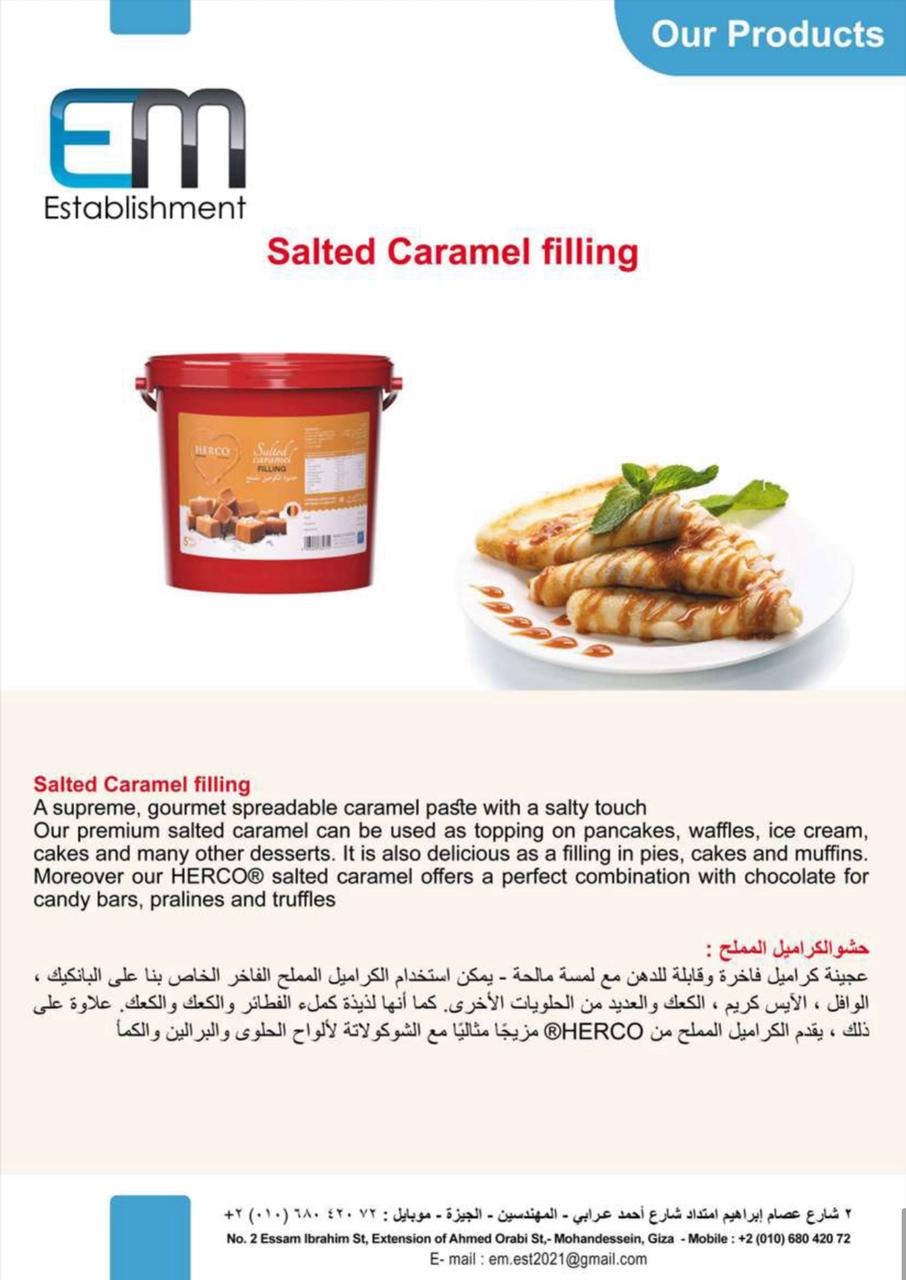 Our Products
EM
Establishment
Salted Caramel filling
HERCO
Salted
caramel
FILLING
5
Salted Caramel filling
A supreme, gourmet spreadable caramel paste with a salty touch
Our premium salted caramel can be used as topping on pancakes, waffles, ice cream,
cakes and many other desserts. It is also delicious as a filling in pies, cakes and muffins.
Moreover our HERCO® salted caramel offers a perfect combination with chocolate for
candy bars, pralines and truffles
حشوالكراميل المملح :
عجينة كراميل فاخرة وقابلة للدهن مع لمسة مالحة - يمكن استخدام الكراميل المملح الفاخر الخاص بنا على البانكيك ،
الوافل ، الآيس كريم ، الكعك والعديد من الحلويات الأخرى. كما أنها لذيذة كملء الفطائر والكعك والكعك. علاوة على
ذلك ، يقدم الكراميل المملح من HERCO® مزيجًا مثاليًا مع الشوكولاتة لألواح الحلوى والبرالين والكمأ
٢ شارع عصام إبراهيم امتداد شارع أحمد عرابي - المهندسين - الجيزة - موبايل : ٧٢ ٤٢٠ ٦٨٠ (٠١٠) ٢+
No. 2 Essam Ibrahim St, Extension of Ahmed Orabi St,- Mohandessein, Giza - Mobile : +2 (010) 680 420 72
E- mail : em.est2021@gmail.com